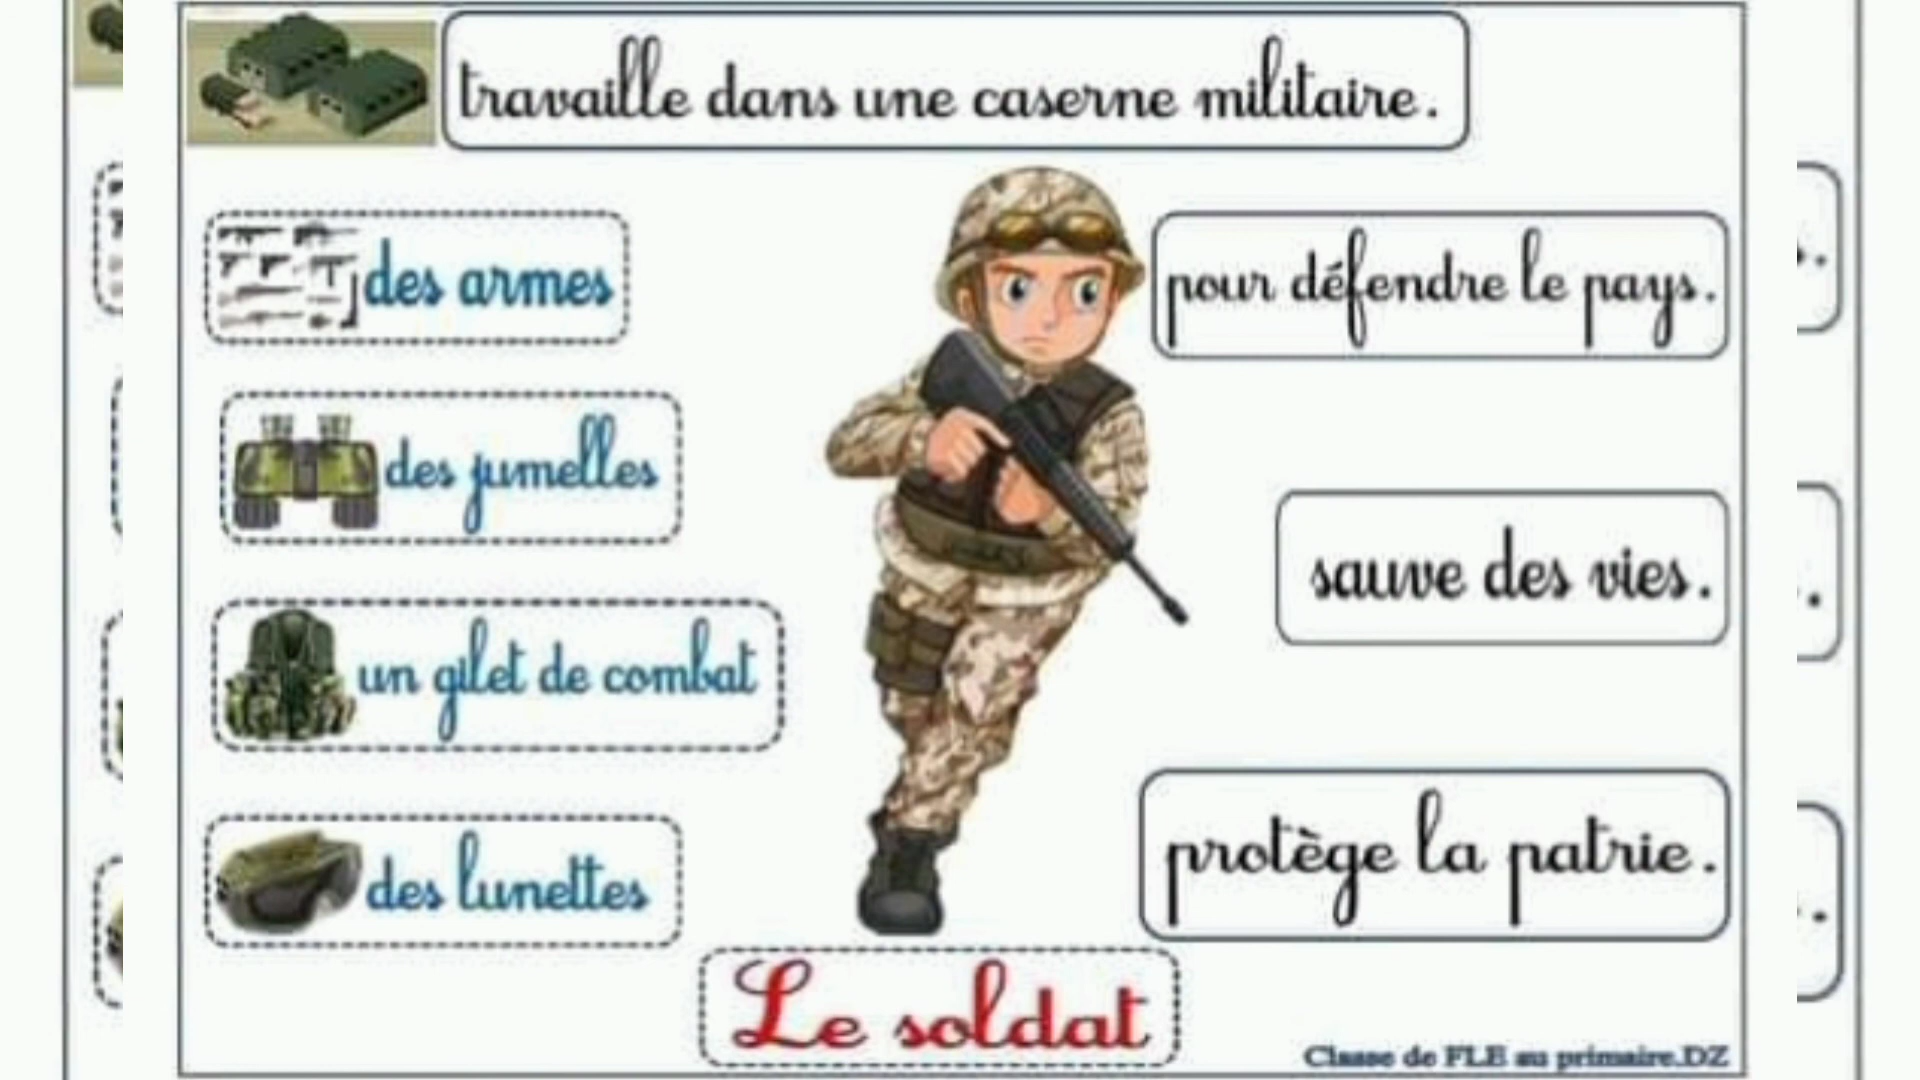 travaille dans une caserne militaire.
des armes
pour défendre le pays.
des jumelles
sauve des vies.
un gilet de combat
protège la patrie.
des lunettes
Le soldat
Classe de FLE au primaire.DZ